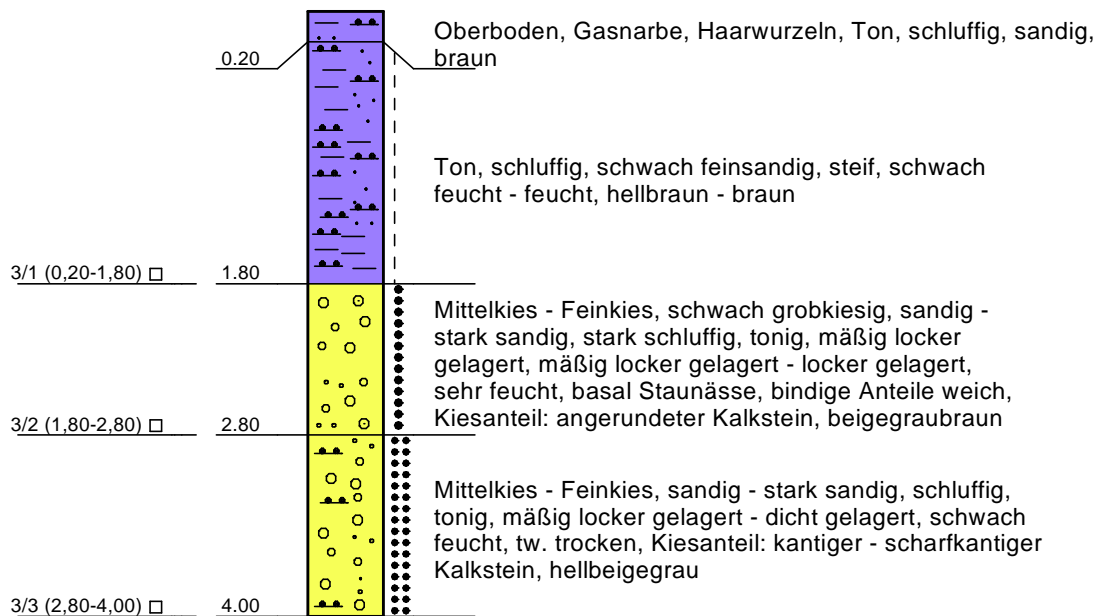 Oberboden, Gasnarbe, Haarwurzeln, Ton, schluffig, sandig,
braun
0.20
Ton, schluffig, schwach feinsandig, steif, schwach
feucht - feucht, hellbraun - braun
3/1 (0,20-1,80)
1.80
Mittelkies - Feinkies, schwach grobkiesig, sandig -
stark sandig, stark schluffig, tonig, mäßig locker
gelagert, mäßig locker gelagert - locker gelagert,
sehr feucht, basal Staunässe, bindige Anteile weich,
Kiesanteil: angerundeter Kalkstein, beigegraubraun
3/2 (1,80-2,80)
2.80
Mittelkies - Feinkies, sandig - stark sandig, schluffig,
tonig, mäßig locker gelagert - dicht gelagert, schwach
feucht, tw. trocken, Kiesanteil: kantiger - scharfkantiger
Kalkstein, hellbeigegrau
3/3 (2,80-4,00)
4.00